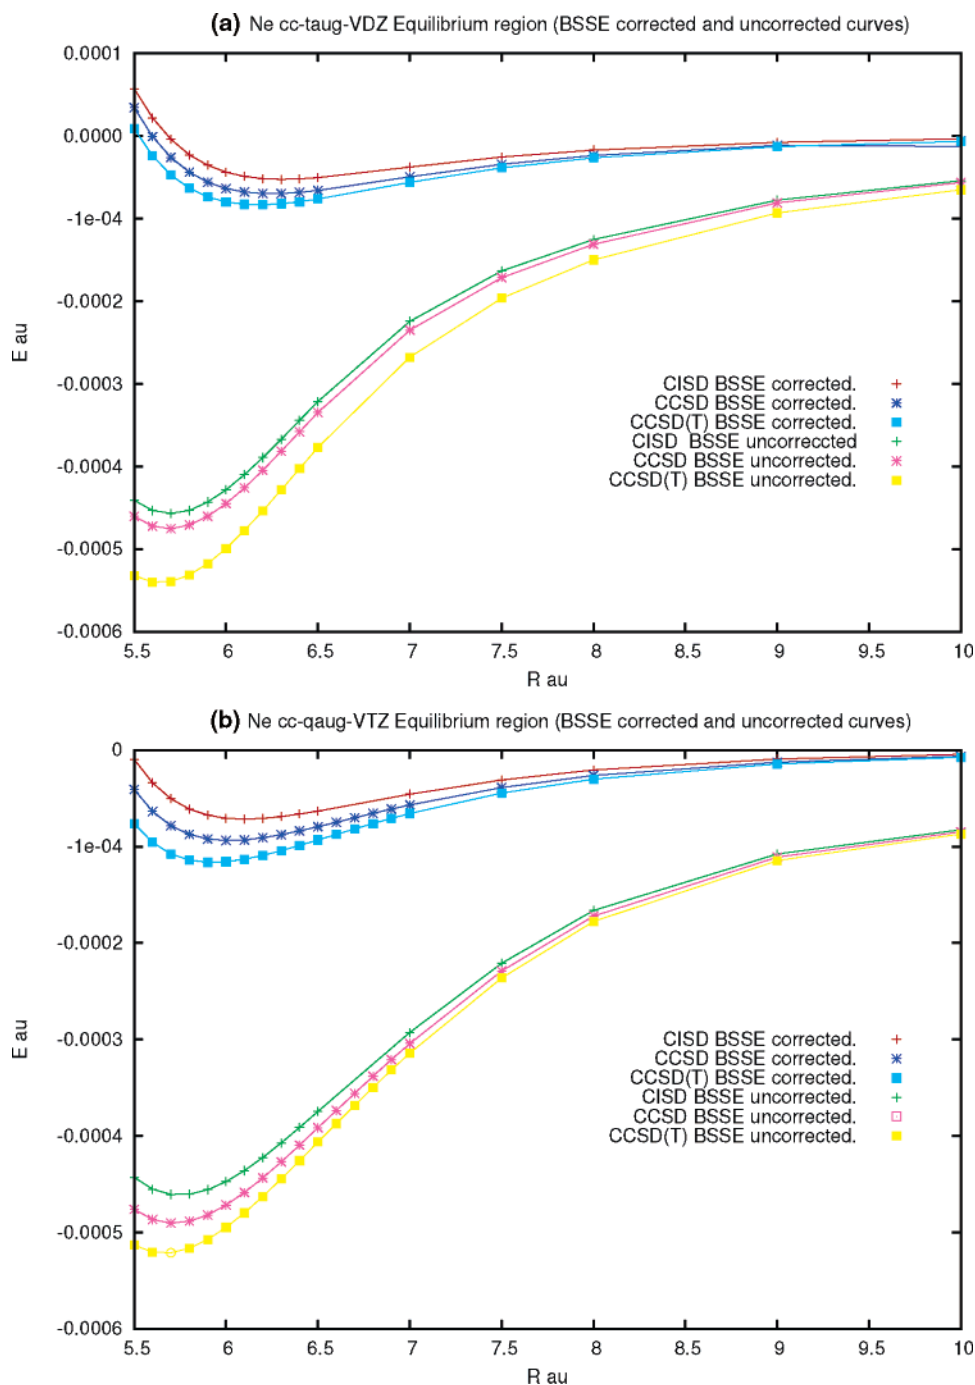 (a) Ne cc-taug-VDZ Equilibrium region (BSSE corrected and uncorrected curves)
0.0001
0.0000
-1e-04
-0.0002
-0.0003
-0.0004
-0.0005
-0.0006
E au
CISD BSSE corrected.
CCSD BSSE corrected.
CCSD(T) BSSE corrected.
CISD BSSE uncorreccted
CCSD BSSE uncorrected.
CCSD(T) BSSE uncorrected.
5.5 6 6.5 7 7.5 8 8.5 9 9.5 10
R au
(b) Ne cc-qaug-VTZ Equilibrium region (BSSE corrected and uncorrected curves)
0
-1e-04
-0.0002
-0.0003
-0.0004
-0.0005
-0.0006
E au
CISD BSSE corrected.
CCSD BSSE corrected.
CCSD(T) BSSE corrected.
CISD BSSE uncorrected.
CCSD BSSE uncorrected.
CCSD(T) BSSE uncorrected.
5.5 6 6.5 7 7.5 8 8.5 9 9.5 10
R au